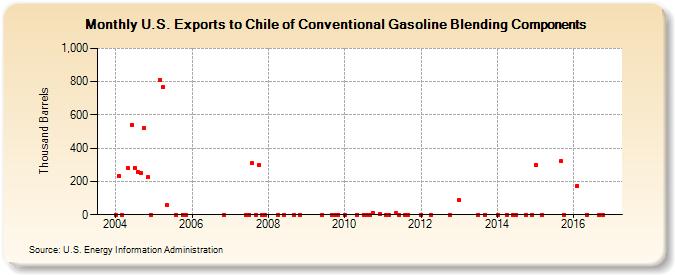 Monthly U.S. Exports to Chile of Conventional Gasoline Blending Components
Thousand Barrels
1,000
800
600
400
200
0
2004 2006 2008 2010 2012 2014 2016
Source: U.S. Energy Information Administration